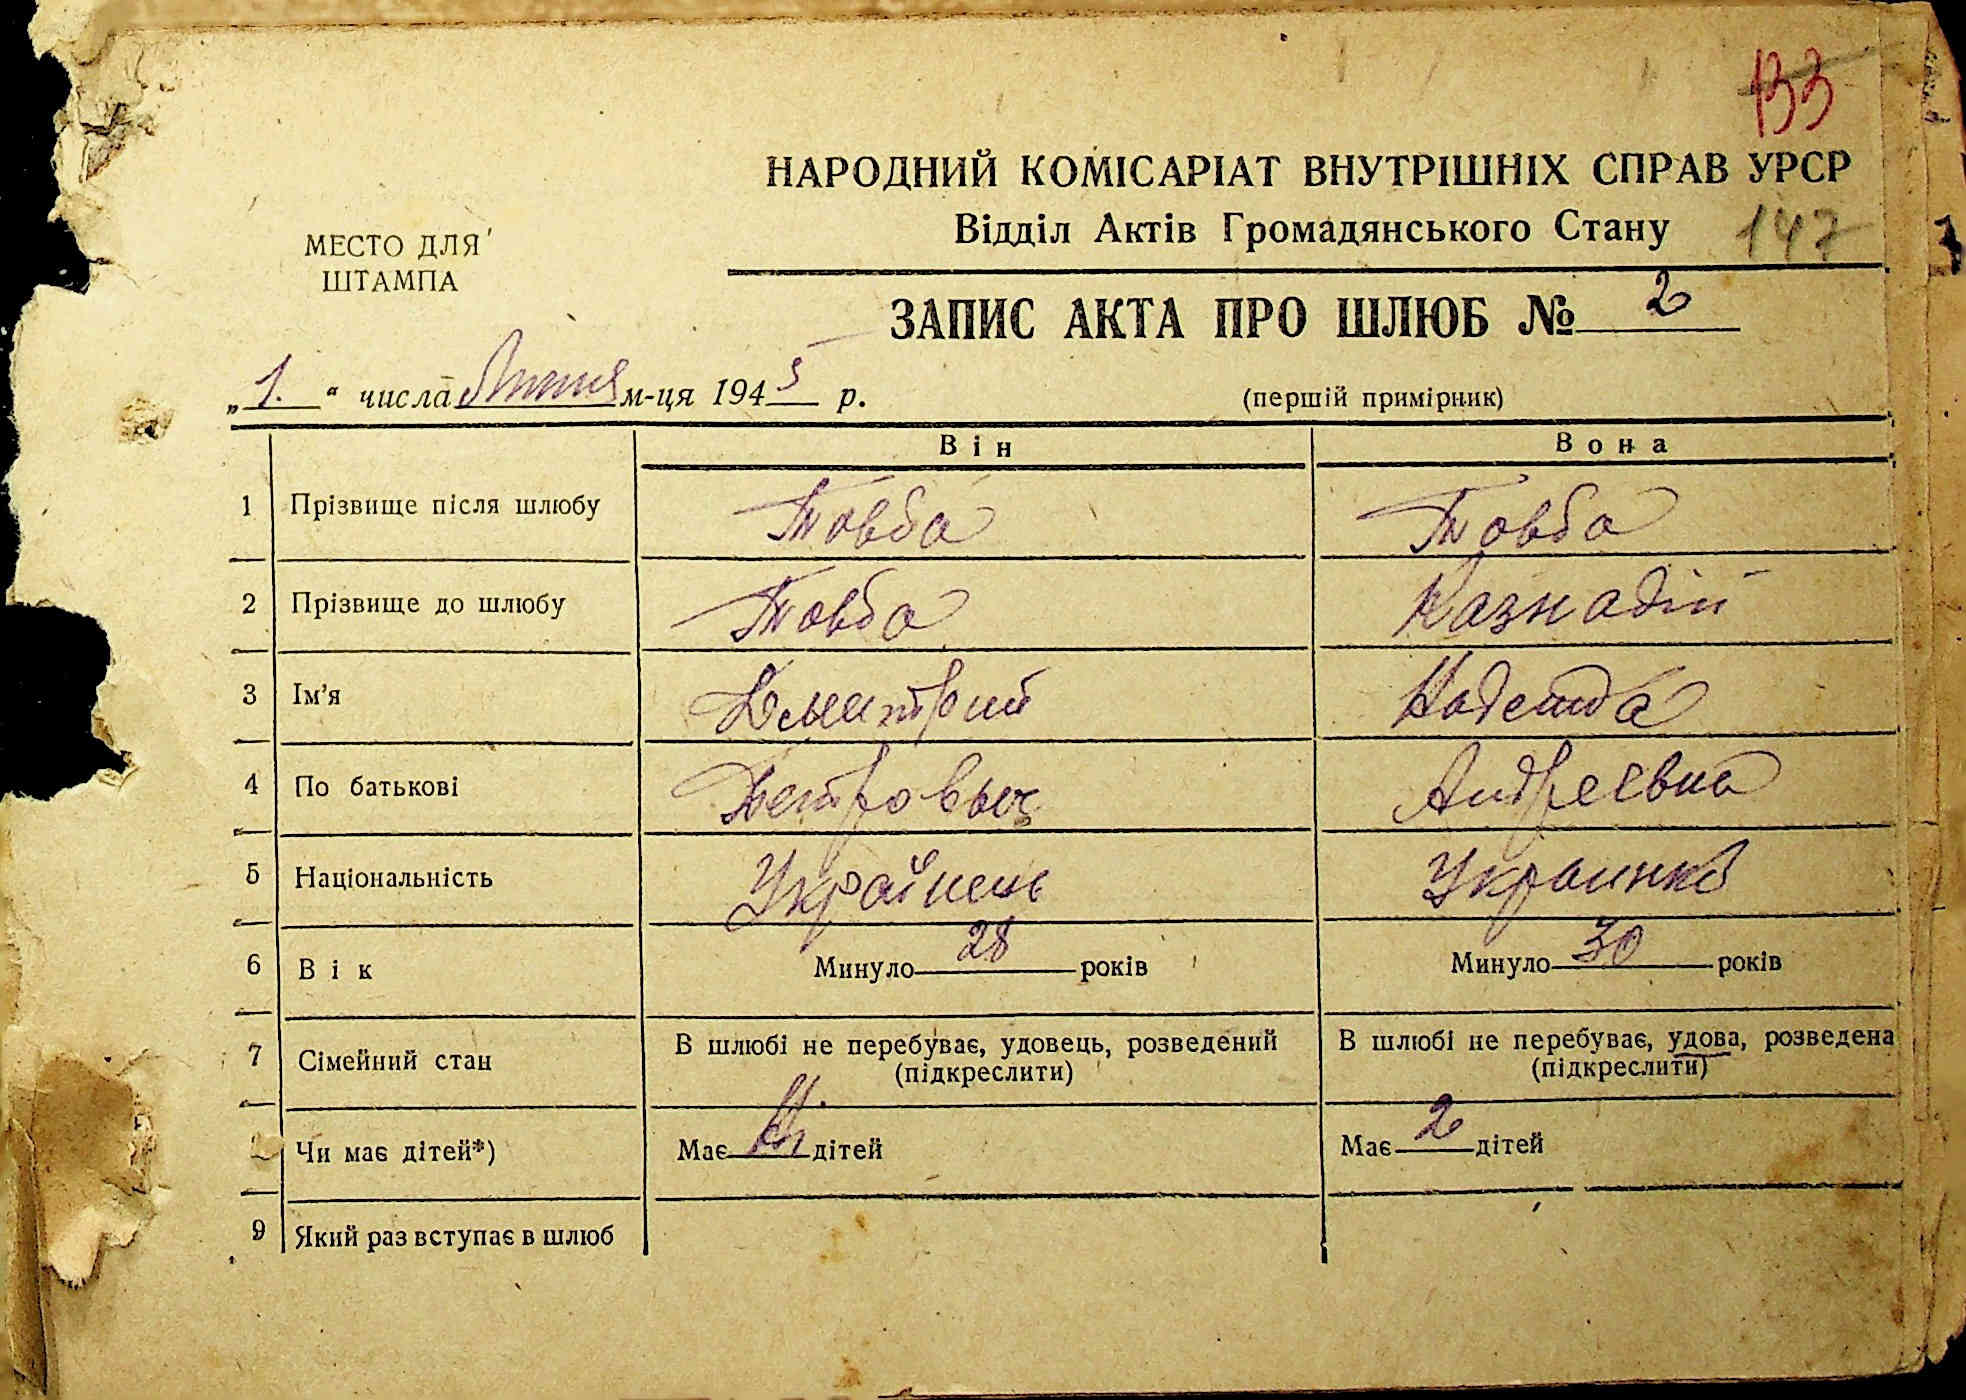 133
НАРОДНИЙ КОМІСАРІАТ ВНУТРІШНІХ СПРАВ УРСР
Відділ Актів Громадянського Стану
147
МЕСТО ДЛЯ
ШТАМПА
ЗАПИС АКТА ПРО ШЛЮБ № 2
„1." числа Липня м-ця 1945 р.
(першій примірник)
Він Вона
1 Прізвище після шлюбу Товба Товба
2 Прізвище до шлюбу Товба Казнадій
3 Ім'я Дмитрий Надежда
4 По батькові Петровыч Андреевна
5 Національність Українець Украинка
6 Вік Минуло 28 років Минуло 30 років
7 Сімейний стан В шлюбі не перебуває, удовець, розведений В шлюбі не перебуває, удова, розведена
(підкреслити) (підкреслити)
Чи має дітей*) Має ні дітей Має 2 дітей
9 Який раз вступає в шлюб